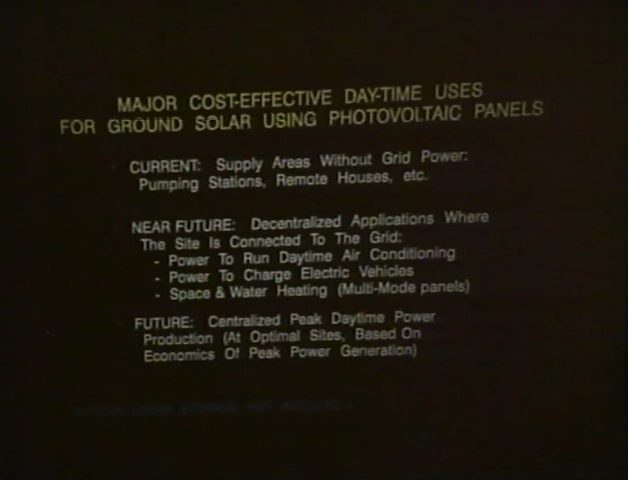 MAJOR COST-EFFECTIVE DAY-TIME USES
FOR GROUND SOLAR USING PHOTOVOLTAIC PANELS
CURRENT: Supply Areas Without Grid Power:
Pumping Stations, Remote Houses, etc.
NEAR FUTURE: Decentralized Applications Where
The Site Is Connected To The Grid:
- Power To Run Daytime Air Conditioning
- Power To Charge Electric Vehicles
- Space & Water Heating (Multi-Mode panels)
FUTURE: Centralized Peak Daytime Power
Production (At Optimal Sites, Based On
Economics Of Peak Power Generation)